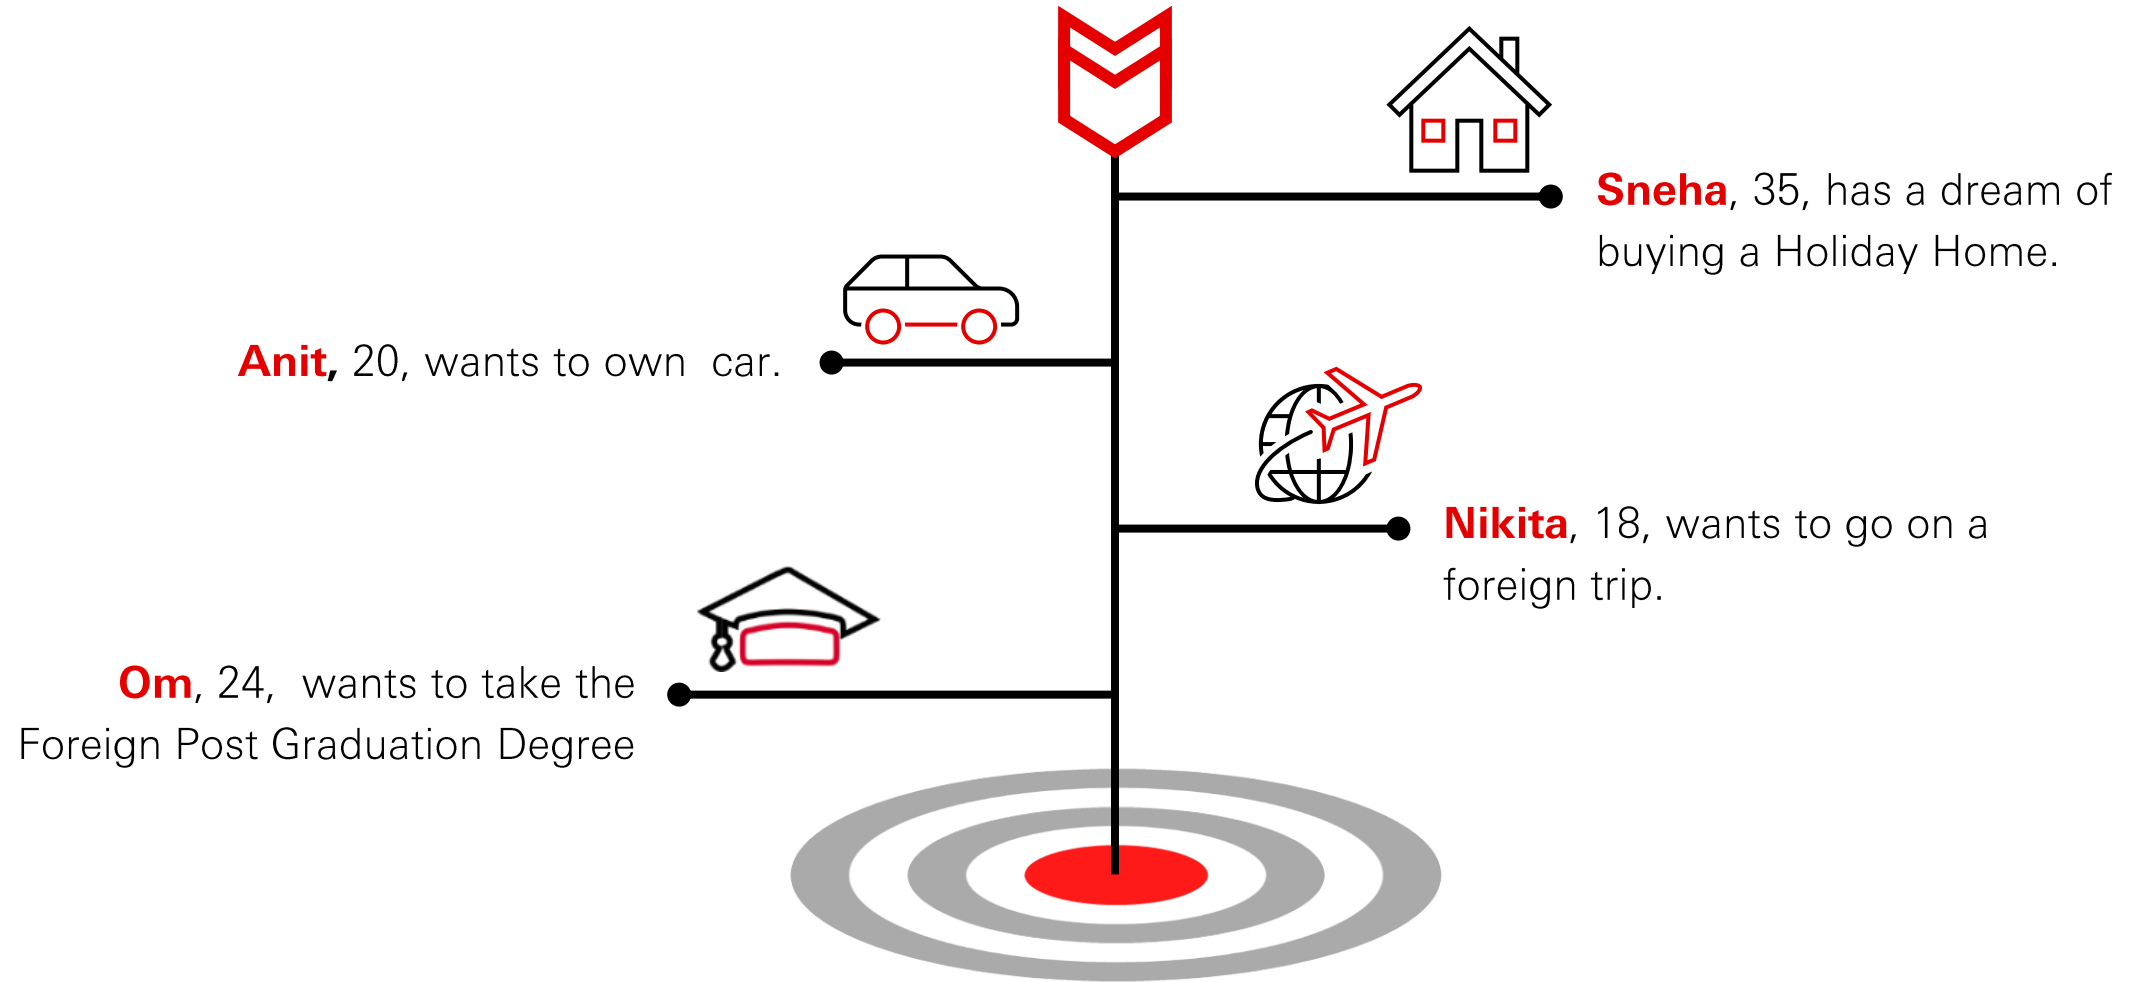 Sneha, 35, has a dream of
buying a Holiday Home.
Anit, 20, wants to own  car.
Nikita, 18, wants to go on a
foreign trip.
Om, 24,  wants to take the
Foreign Post Graduation Degree